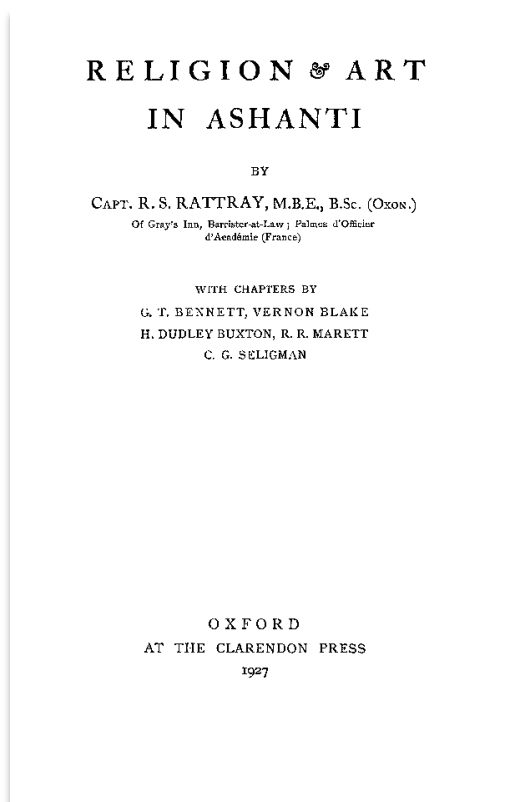 RELIGION & ART
IN ASHANTI
BY
CAPT. R. S. RATTRAY, M.B.E., B.Sc. (OXON.)
Of Gray's Inn, Barrister-at-Law ; Palmes d'Officier
d'Académie (France)
WITH CHAPTERS BY
G. T. BENNETT, VERNON BLAKE
H. DUDLEY BUXTON, R. R. MARETT
C. G. SELIGMAN
OXFORD
AT THE CLARENDON PRESS
1927